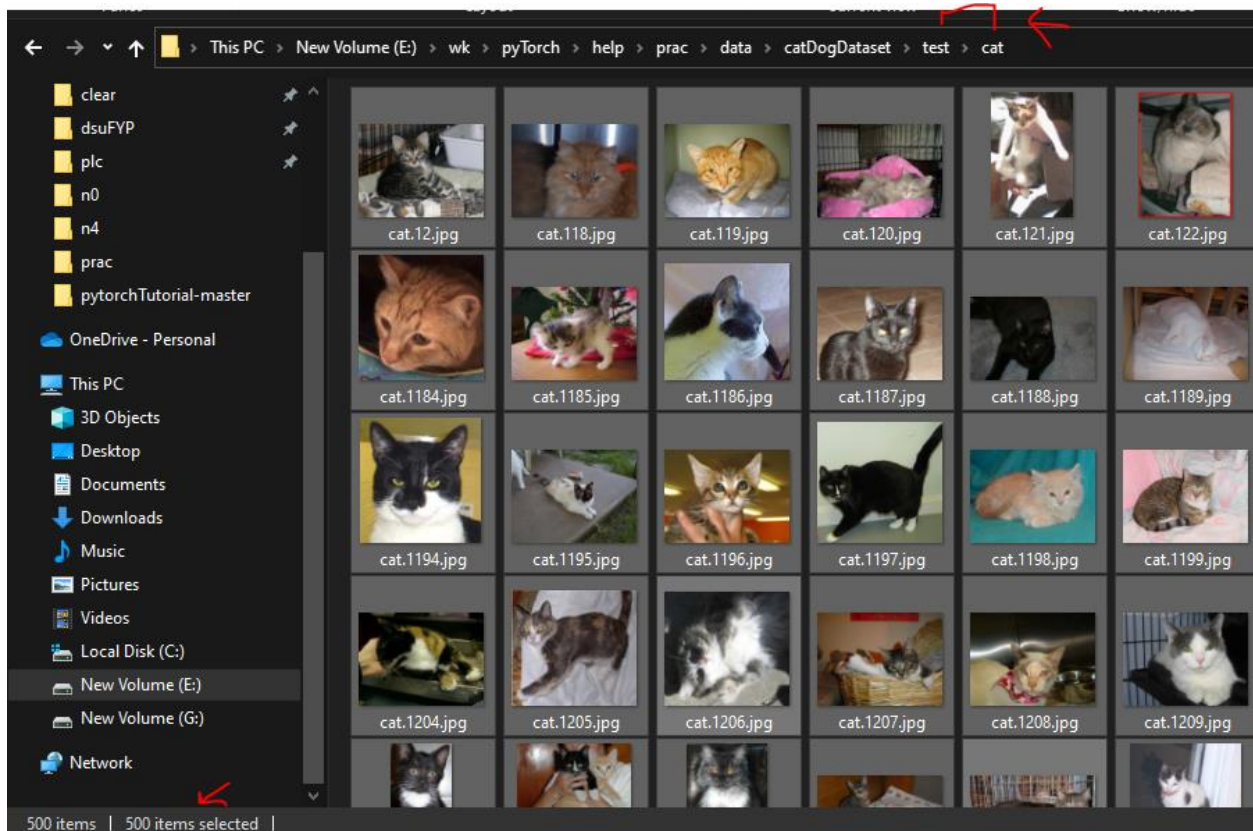 This PC > New Volume (E:) > wk > pyTorch > help > prac > data > catDogDataset > test > cat
clear
dsuFYP
plc
n0
n4
prac
pytorchTutorial-master
OneDrive - Personal
This PC
3D Objects
Desktop
Documents
Downloads
Music
Pictures
Videos
Local Disk (C:)
New Volume (E:)
New Volume (G:)
Network
cat.12.jpg cat.118.jpg cat.119.jpg cat.120.jpg cat.121.jpg cat.122.jpg
cat.1184.jpg cat.1185.jpg cat.1186.jpg cat.1187.jpg cat.1188.jpg cat.1189.jpg
cat.1194.jpg cat.1195.jpg cat.1196.jpg cat.1197.jpg cat.1198.jpg cat.1199.jpg
cat.1204.jpg cat.1205.jpg cat.1206.jpg cat.1207.jpg cat.1208.jpg cat.1209.jpg
500 items | 500 items selected |